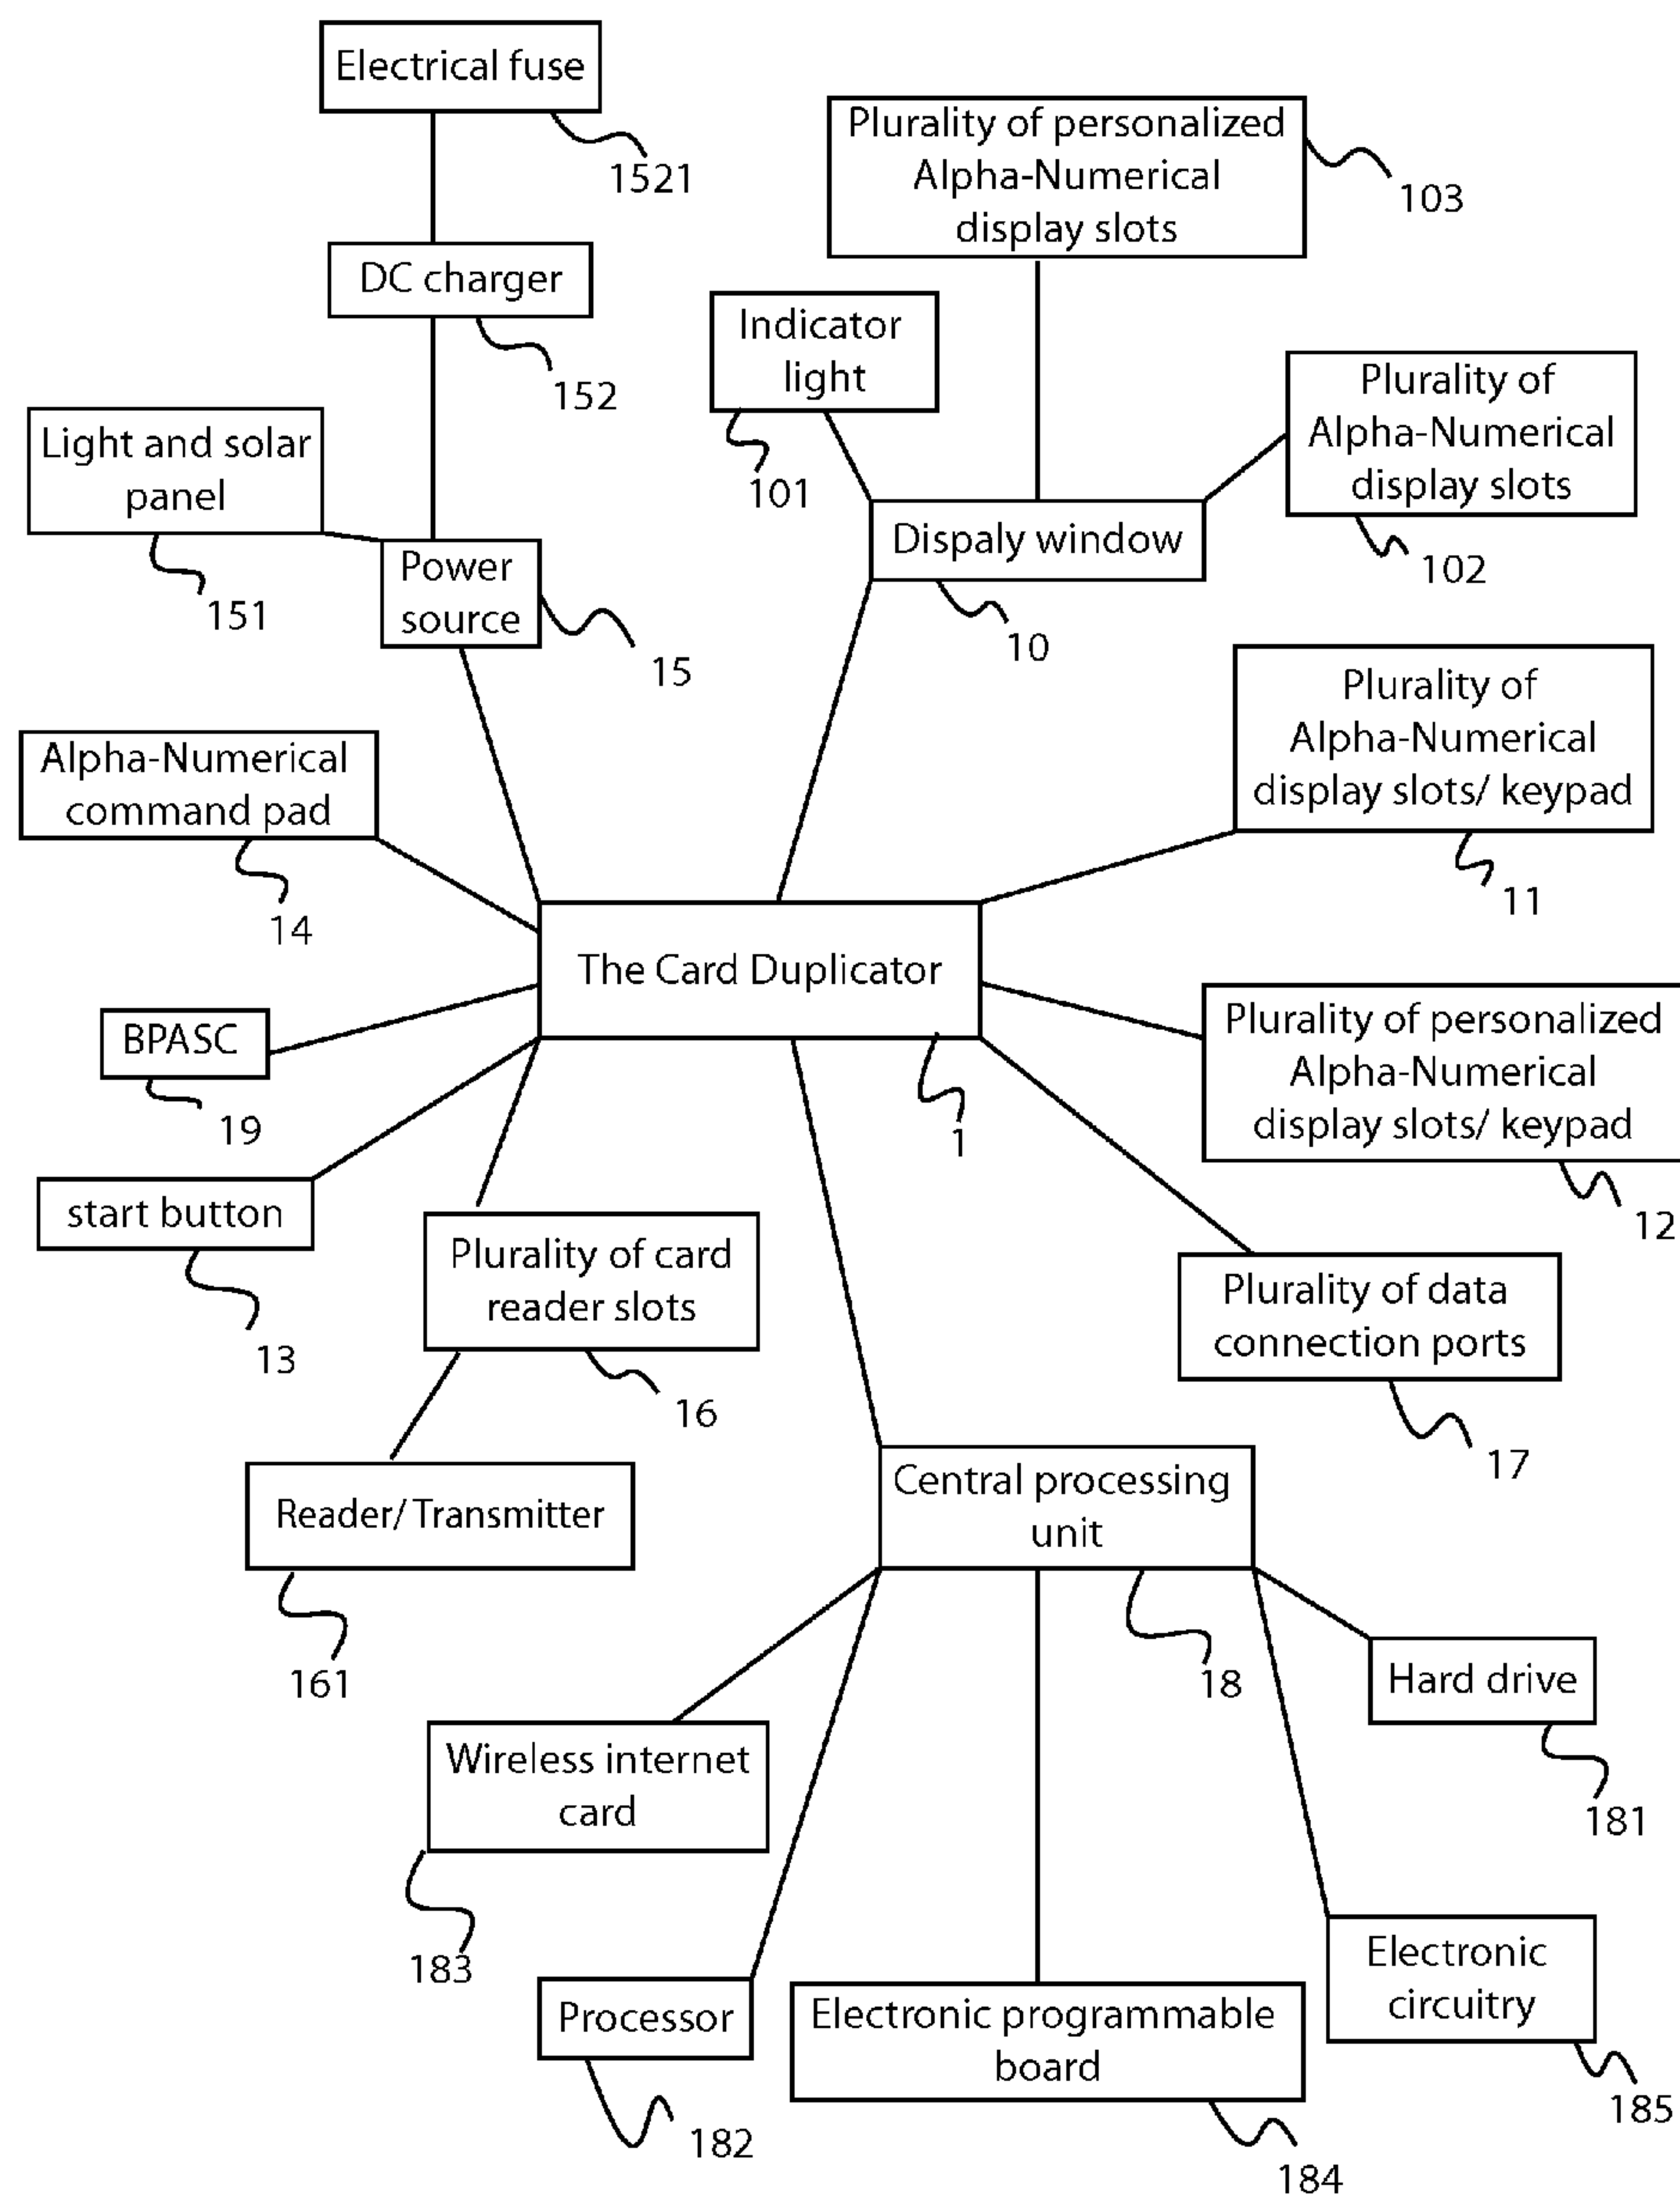 Electrical fuse
1521
Plurality of personalized
Alpha-Numerical
display slots
103
DC charger
152
Indicator
light
101
Plurality of
Alpha-Numerical
display slots
102
Light and solar
panel
151
Power
source
15
Dispaly window
10
Plurality of
Alpha-Numerical
display slots/ keypad
11
Alpha-Numerical
command pad
14
The Card Duplicator
1
BPASC
19
Plurality of personalized
Alpha-Numerical
display slots/ keypad
12
start button
13
Plurality of card
reader slots
16
Plurality of data
connection ports
17
Reader/ Transmitter
161
Central processing
unit
18
Hard drive
181
Wireless internet
card
183
Processor
182
Electronic programmable
board
184
Electronic
circuitry
185